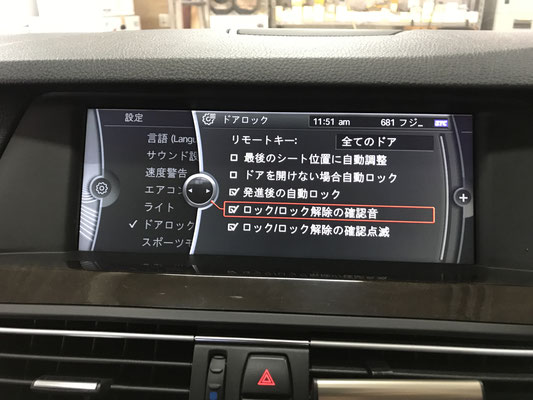 設定
ドアロック 11:51 am 681 フジ_ ETC
言語 (Langu
サウンド設
速度警告
エアコン
ライト
✓ ドアロック
スポーツモ
リモートキー: 全てのドア
最後のシート位置に自動調整
ドアを開けない場合自動ロック
発進後の自動ロック
ロック/ロック解除の確認音
ロック/ロック解除の確認点滅